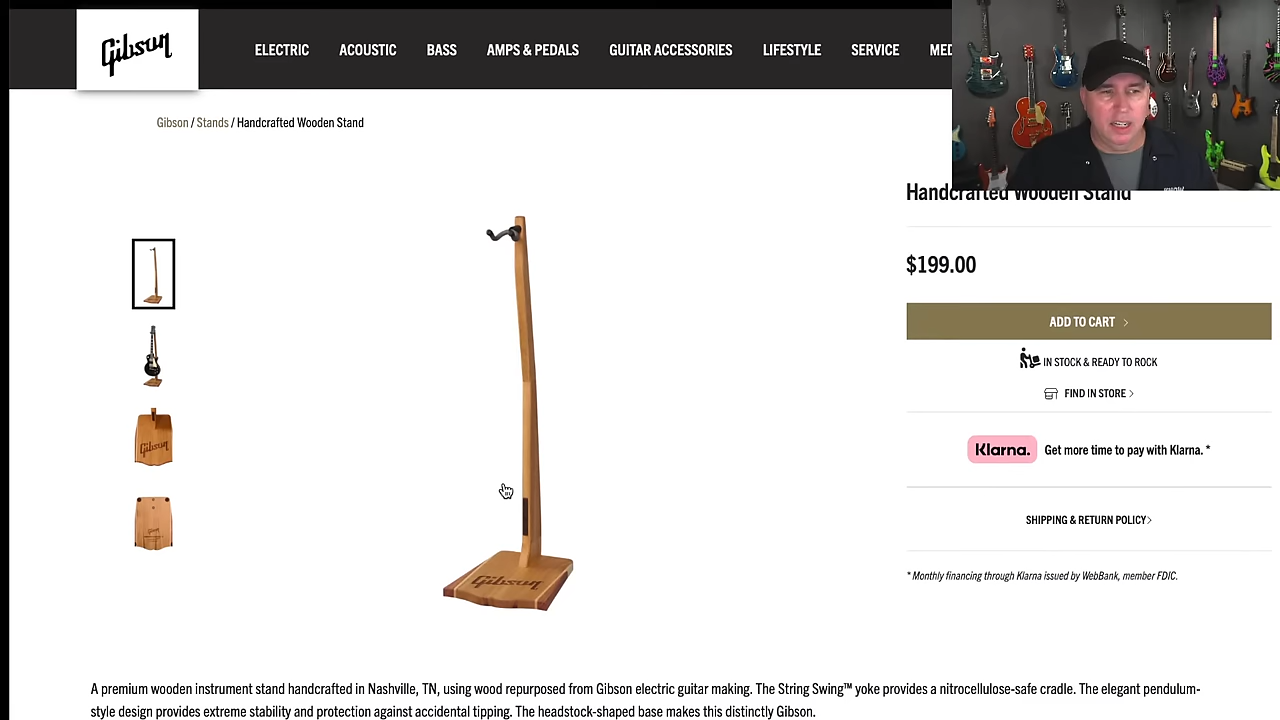 Gibson
ELECTRIC ACOUSTIC BASS AMPS & PEDALS GUITAR ACCESSORIES LIFESTYLE SERVICE MED
Gibson / Stands / Handcrafted Wooden Stand
Handcrafted Wooden Stand
$199.00
ADD TO CART >
IN STOCK & READY TO ROCK
FIND IN STORE >
Klarna. Get more time to pay with Klarna. *
SHIPPING & RETURN POLICY>
* Monthly financing through Klarna issued by WebBank, member FDIC.
Gibson
Gibson
A premium wooden instrument stand handcrafted in Nashville, TN, using wood repurposed from Gibson electric guitar making. The String Swing™ yoke provides a nitrocellulose-safe cradle. The elegant pendulum-
style design provides extreme stability and protection against accidental tipping. The headstock-shaped base makes this distinctly Gibson.